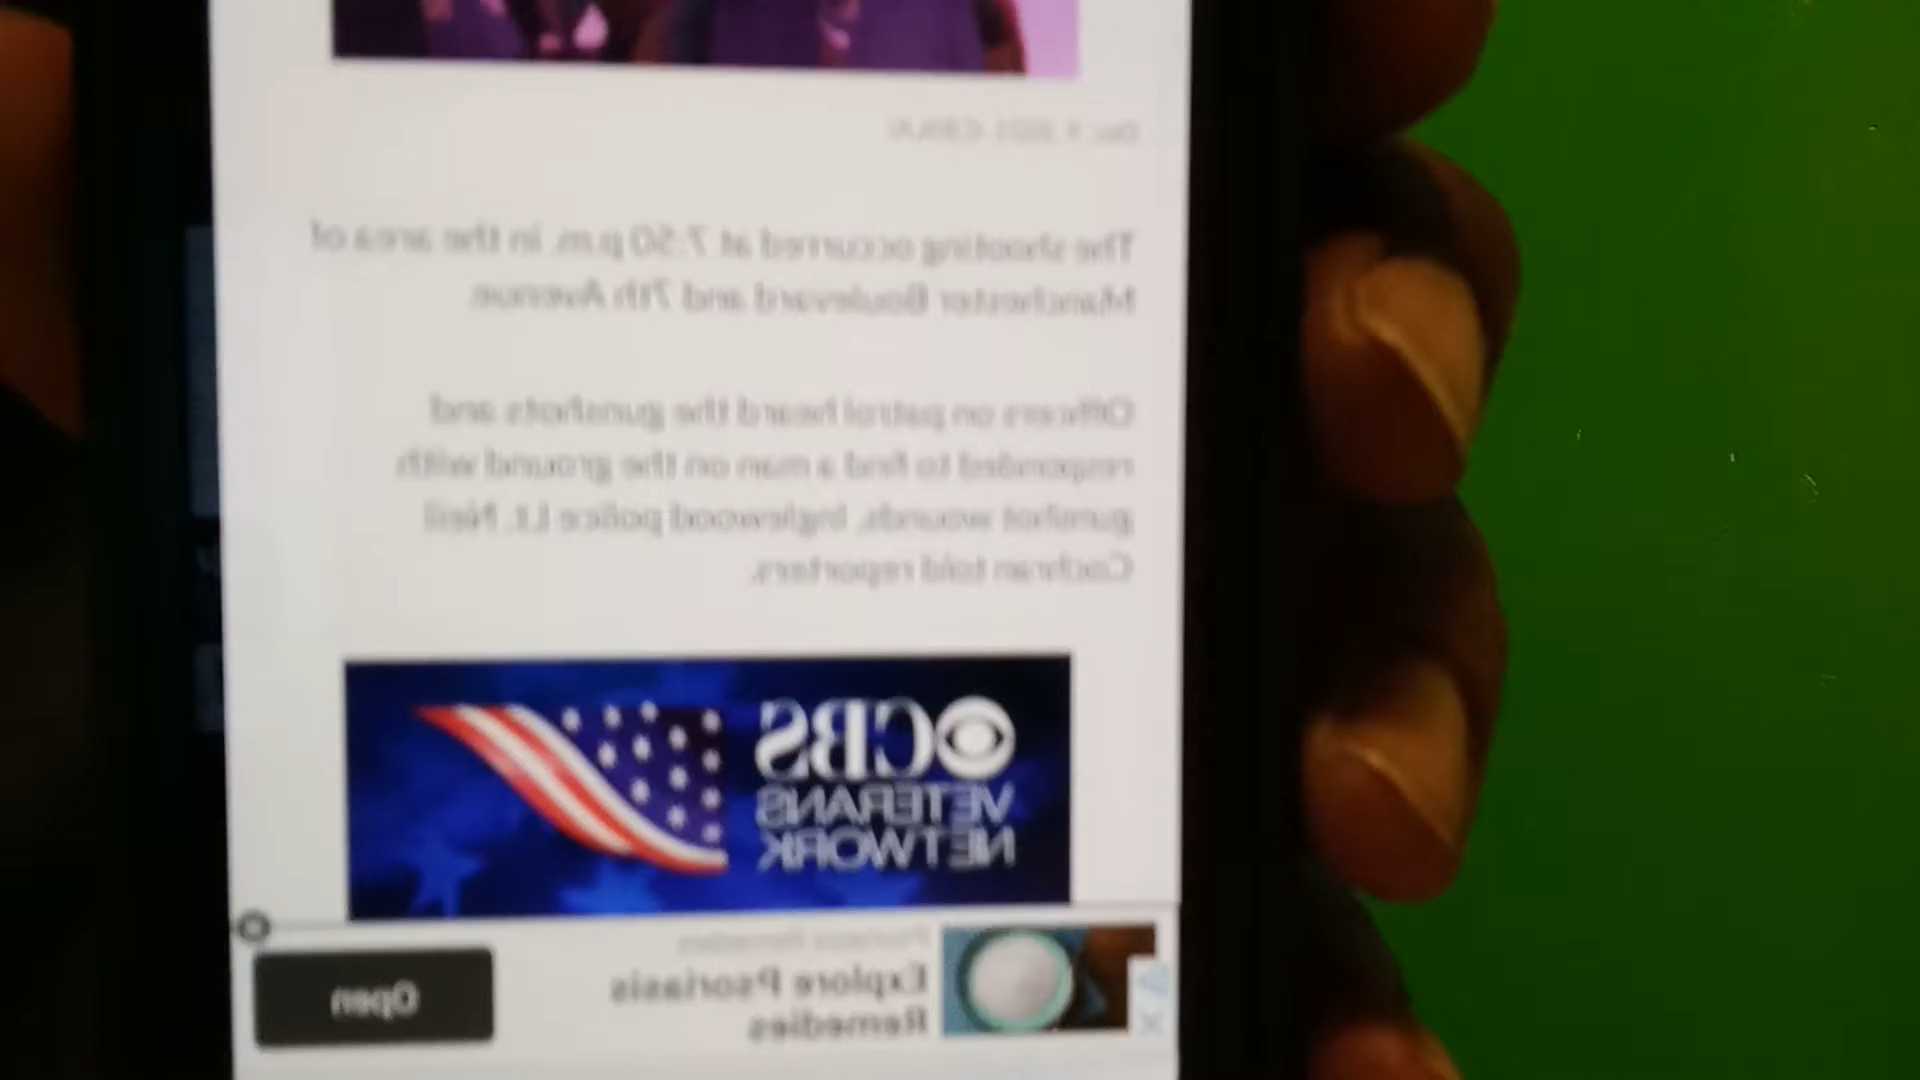 The shooting occurred at 7:50 p.m. in the area of
Manchester Boulevard and 7th Avenue.
Officers on patrol heard the gunshots and
responded to find a man on the ground with
gunshot wounds, Inglewood police Lt. Neil
Cochran told reporters.
CBS
VETERANS
NETWORK
Psoriasis Remedies
Explore Psoriasis
Remedies
Open